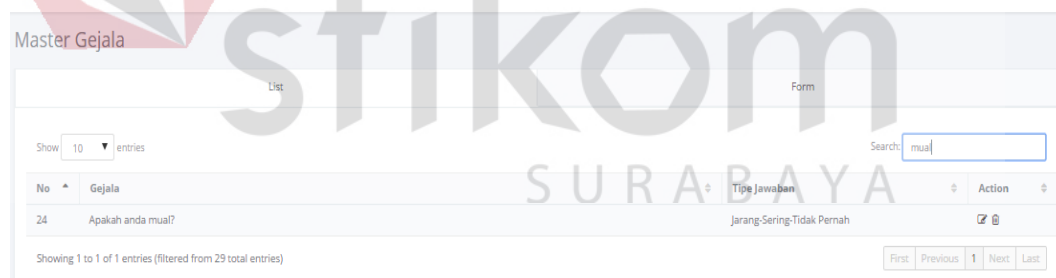 stikom
SURABAYA
Master Gejala
List Form
Show 10 entries Search: mual
No Gejala Tipe Jawaban Action
24 Apakah anda mual? Jarang-Sering-Tidak Pernah
Showing 1 to 1 of 1 entries (filtered from 29 total entries) First Previous 1 Next Last